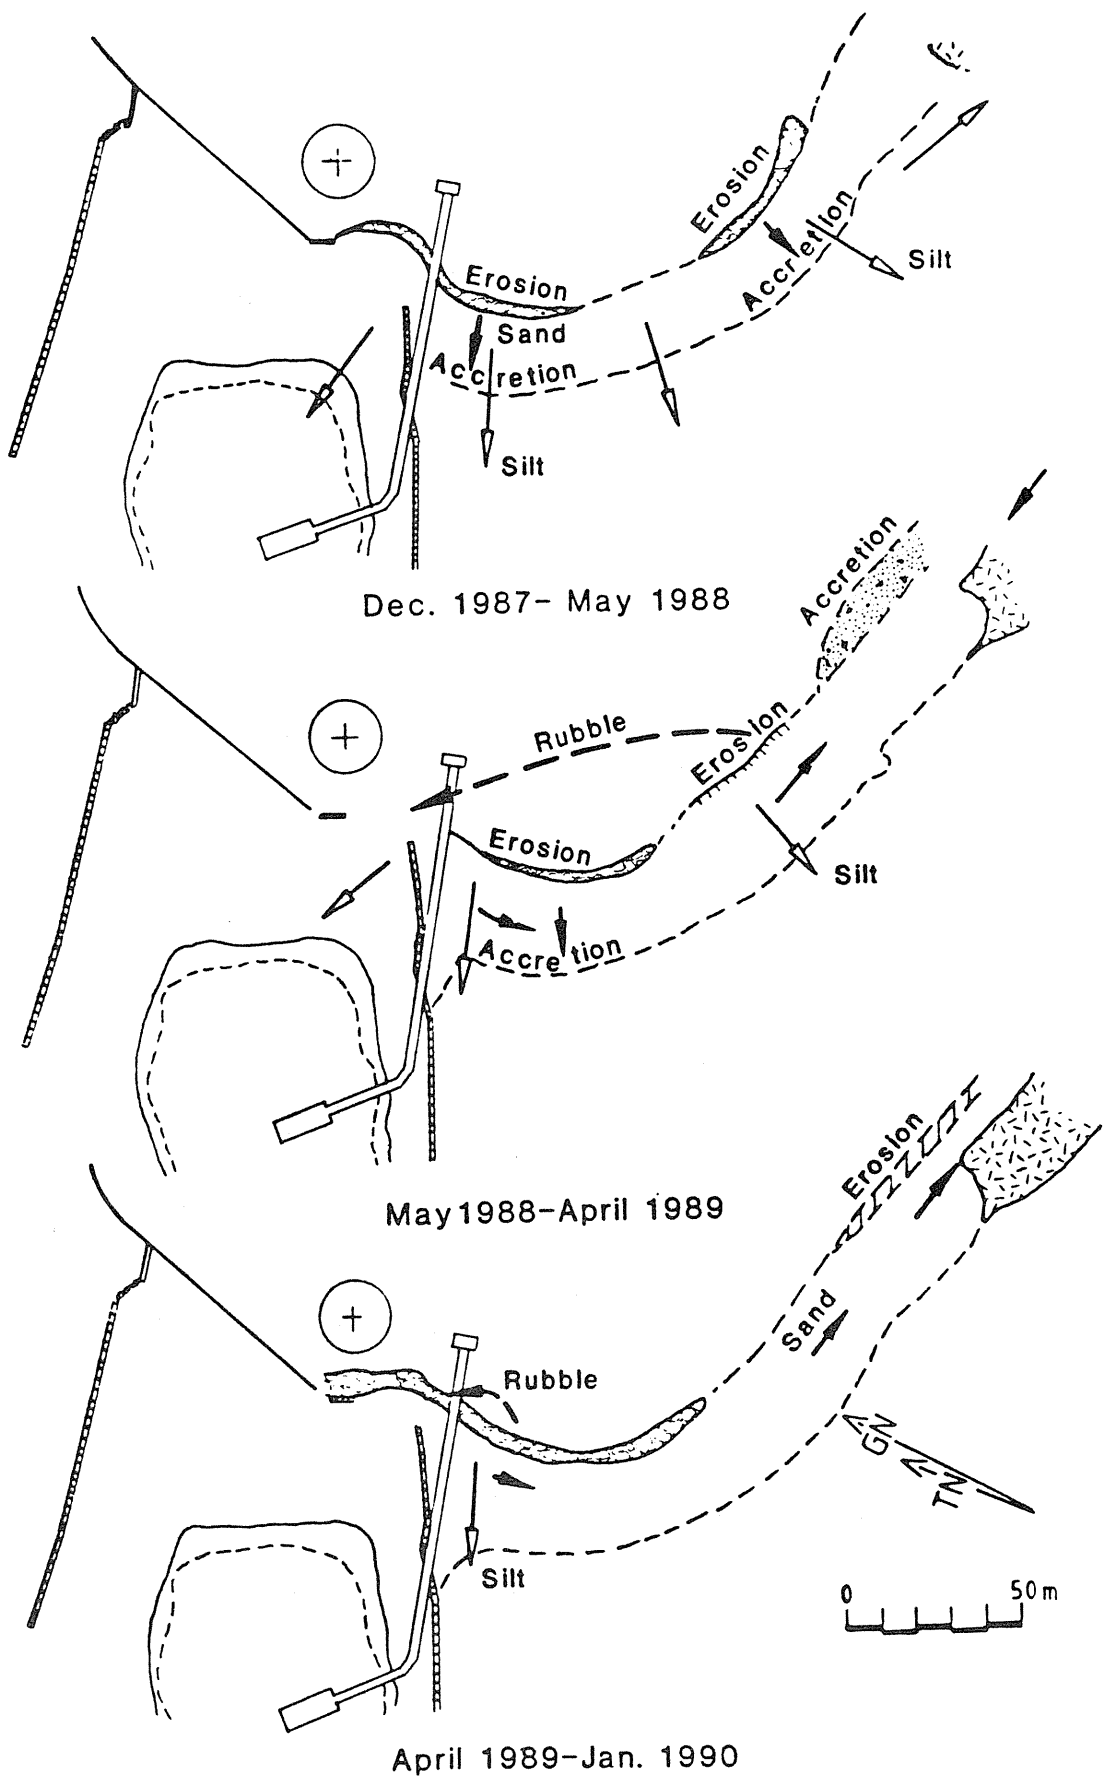 Erosion
Accretion
Silt
Erosion
Sand
Accretion
Silt
Dec. 1987- May 1988
Accretion
Rubble
Erosion
Erosion
Silt
Accretion
May 1988-April 1989
Erosion
Sand
Rubble
GN
TN
Silt
0 50m
April 1989-Jan. 1990